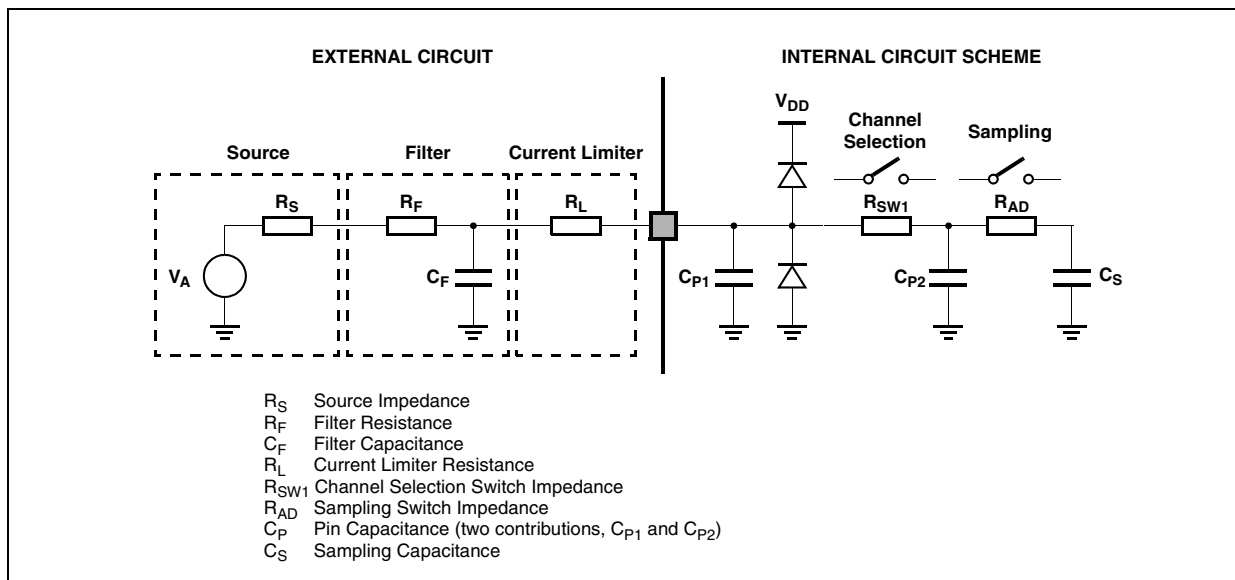 EXTERNAL CIRCUIT
INTERNAL CIRCUIT SCHEME
VDD
Channel
Selection
Sampling
Source
Filter
Current Limiter
RS
RF
RL
RSW1
RAD
VA
CF
CP1
CP2
CS
RS Source Impedance
RF Filter Resistance
CF Filter Capacitance
RL Current Limiter Resistance
RSW1 Channel Selection Switch Impedance
RAD Sampling Switch Impedance
CP Pin Capacitance (two contributions, CP1 and CP2)
CS Sampling Capacitance